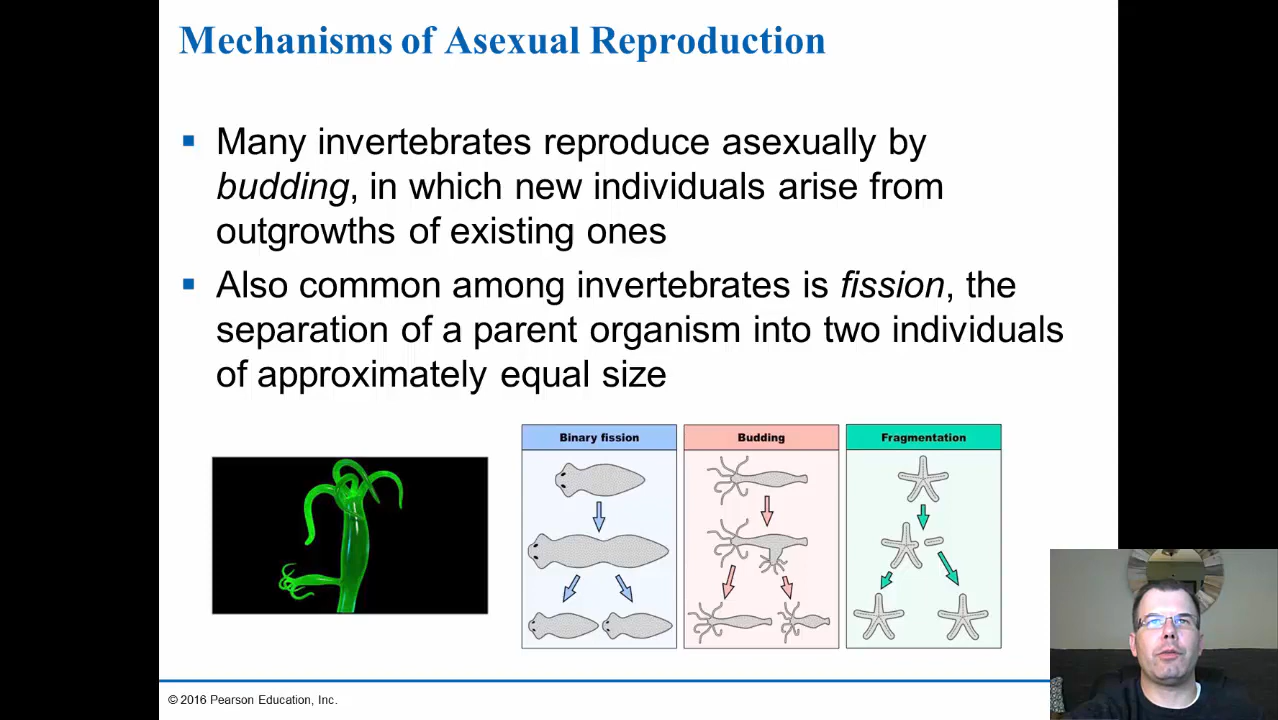 Mechanisms of Asexual Reproduction
Many invertebrates reproduce asexually by
budding, in which new individuals arise from
outgrowths of existing ones
Also common among invertebrates is fission, the
separation of a parent organism into two individuals
of approximately equal size
Binary fission
Budding
Fragmentation
© 2016 Pearson Education, Inc.